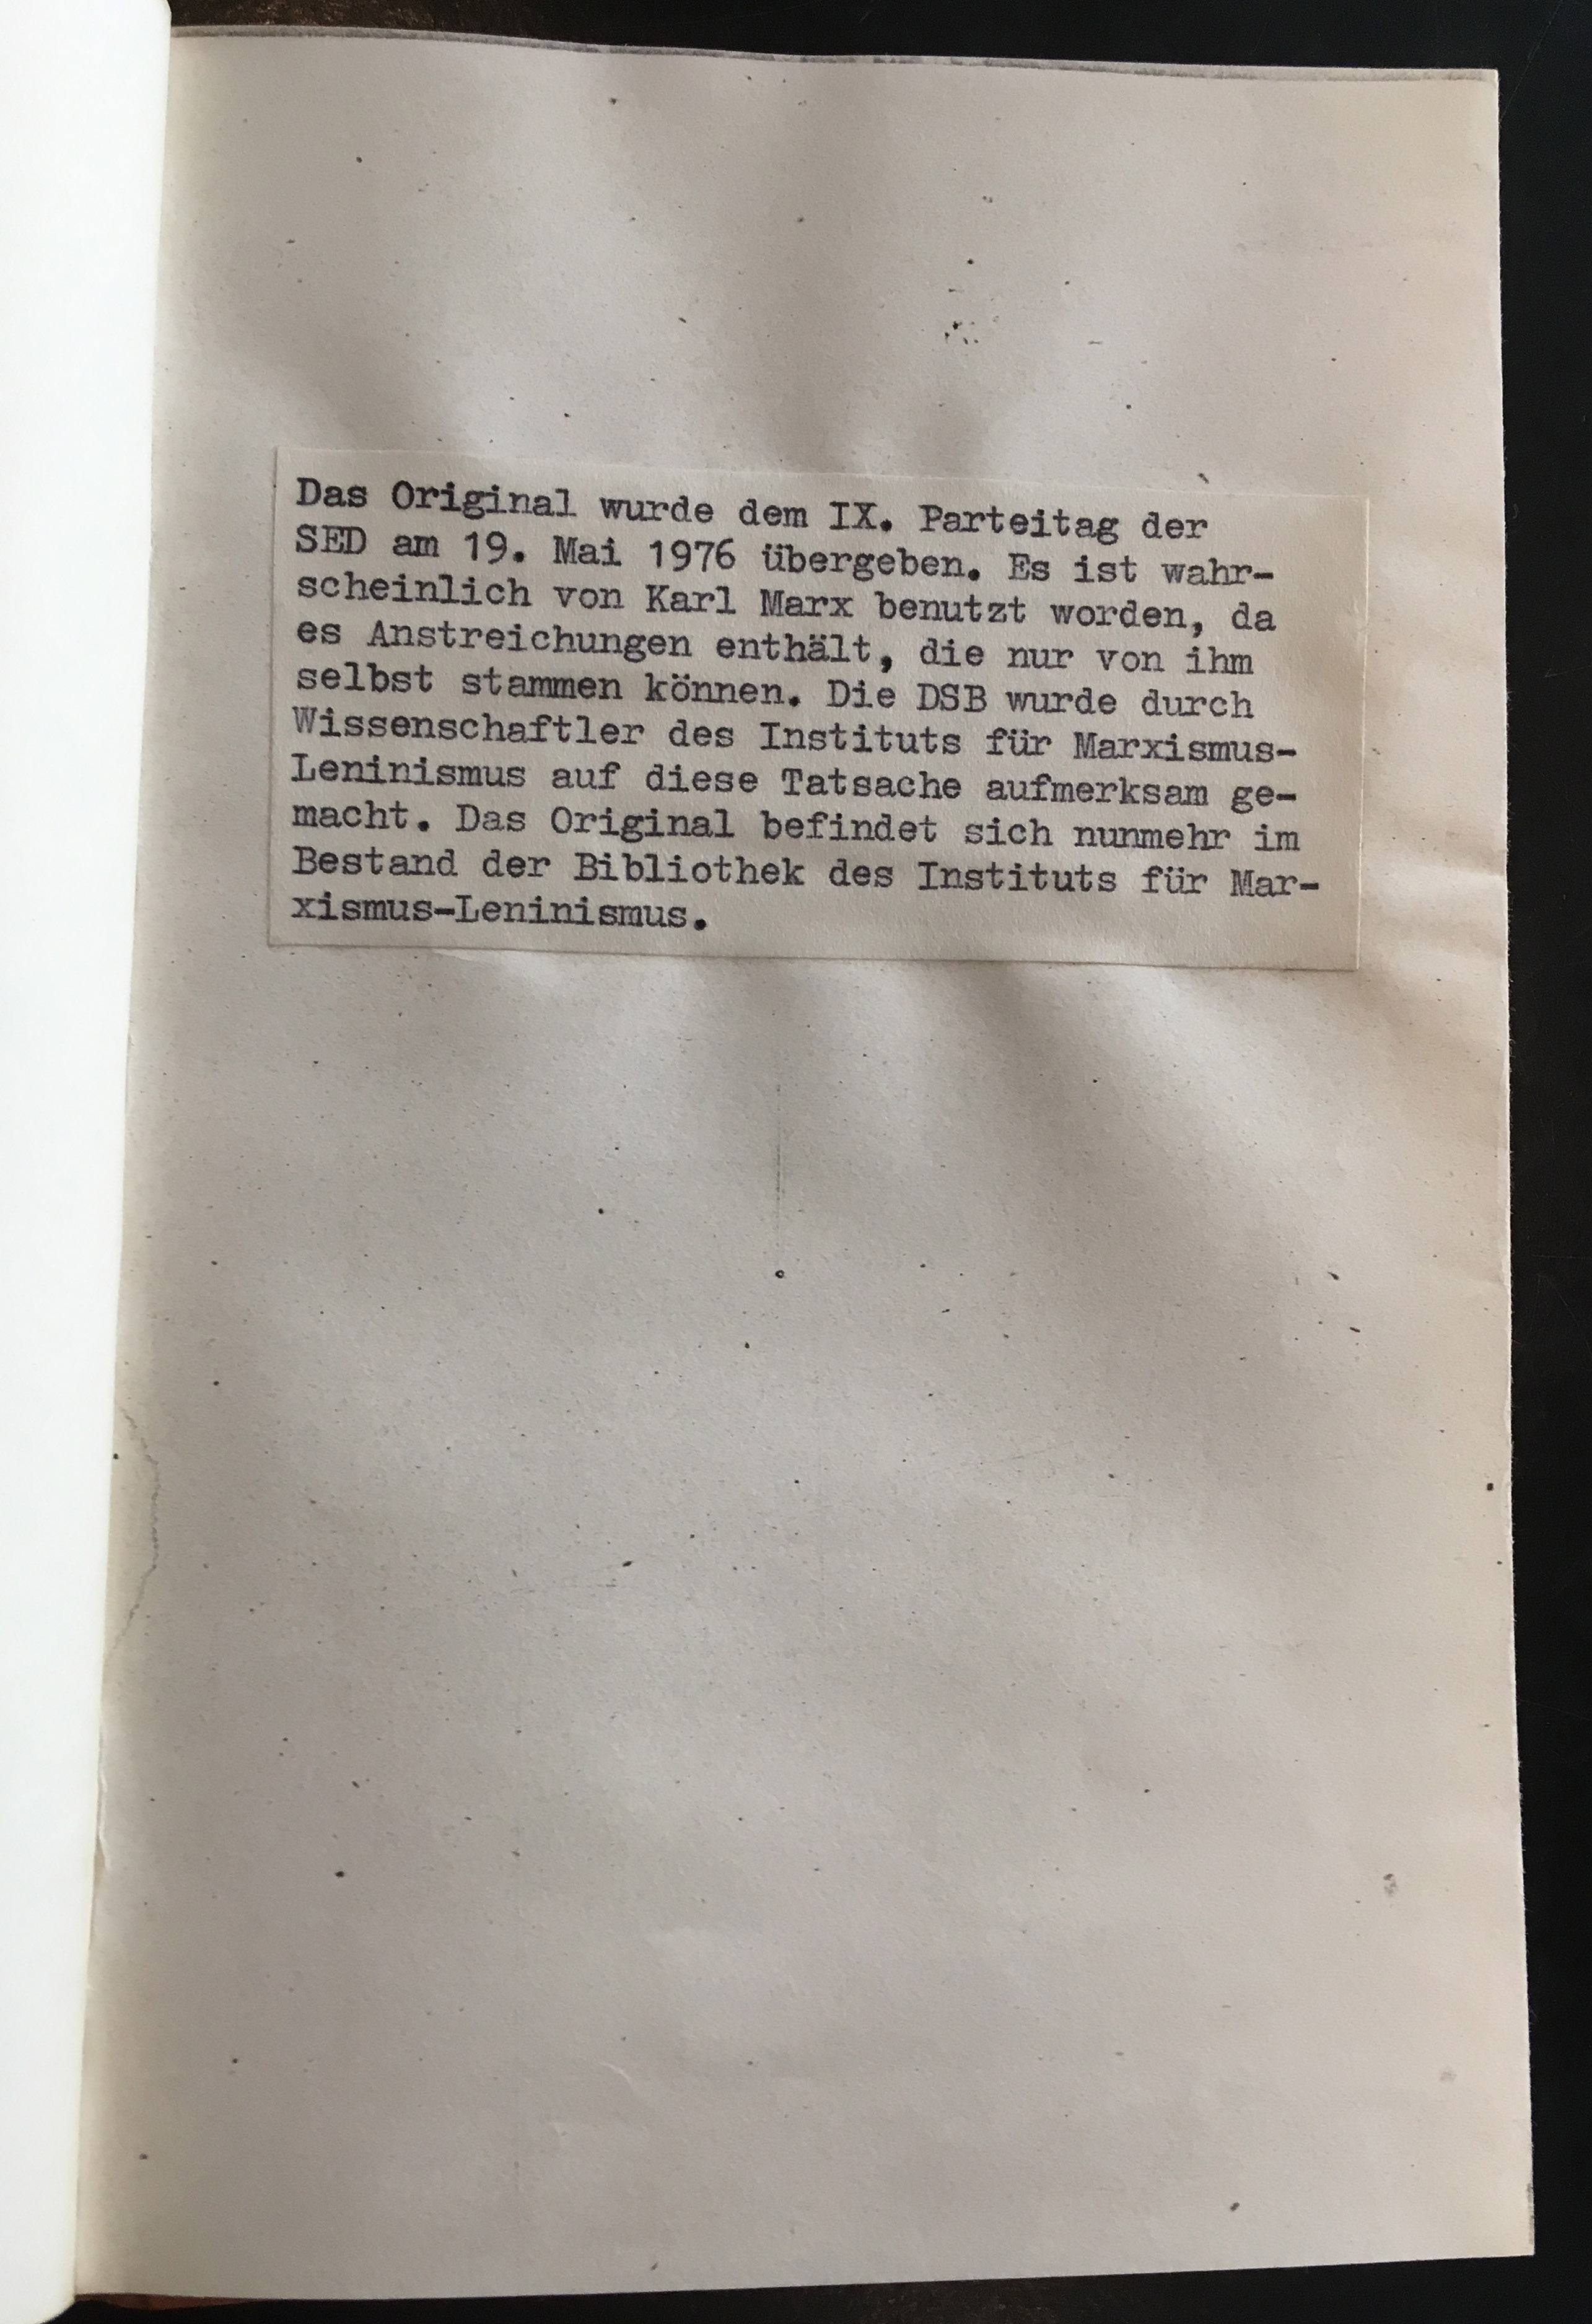 Das Original wurde dem IX. Parteitag der
SED am 19. Mai 1976 übergeben. Es ist wahr-
scheinlich von Karl Marx benutzt worden, da
es Anstreichungen enthält, die nur von ihm
selbst stammen können. Die DSB wurde durch
Wissenschaftler des Instituts für Marxismus-
Leninismus auf diese Tatsache aufmerksam ge-
macht. Das Original befindet sich nunmehr im
Bestand der Bibliothek des Instituts für Mar-
xismus-Leninismus.